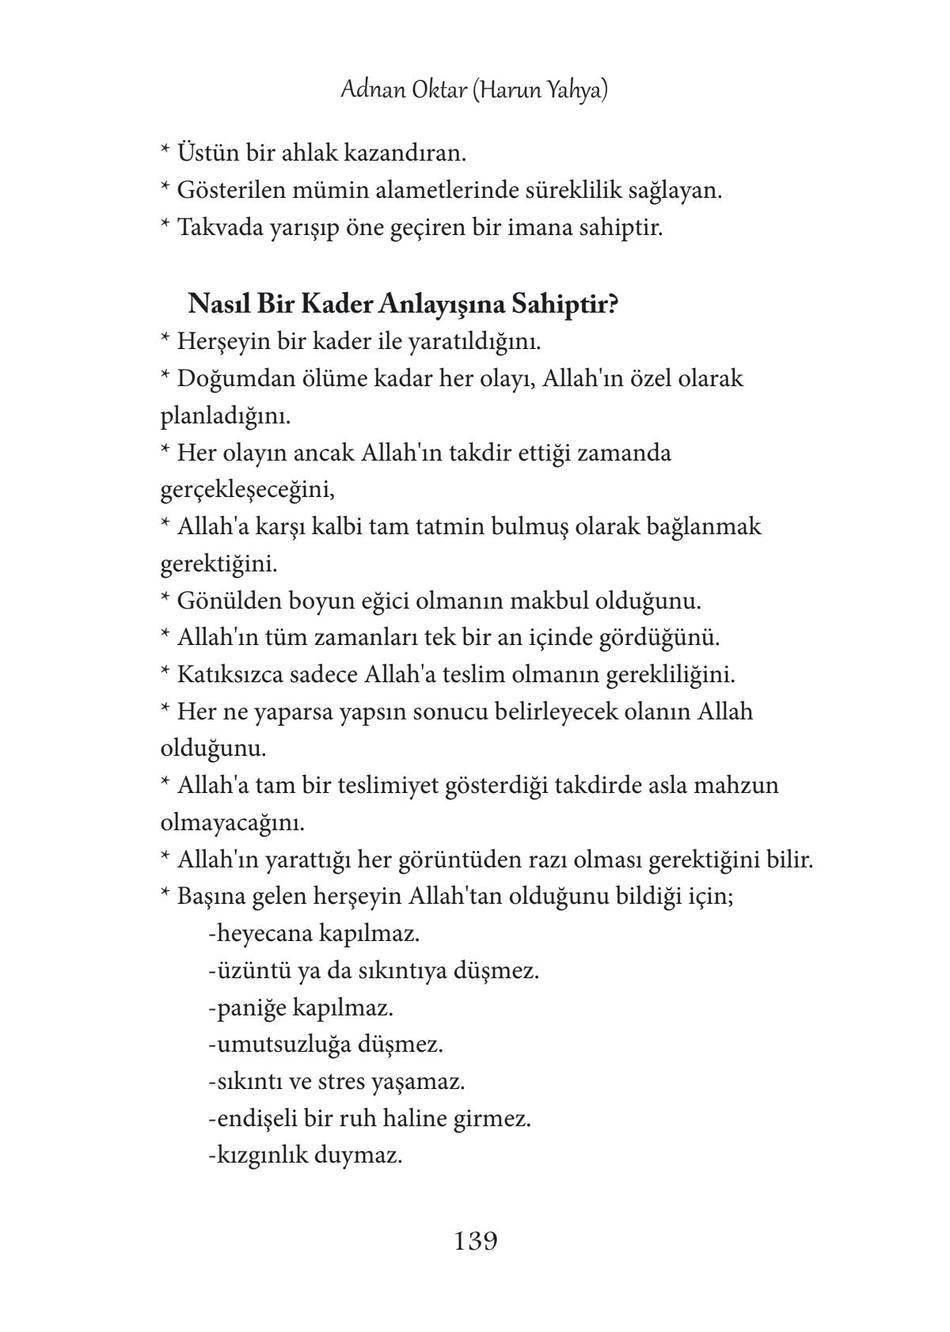 Adnan Oktar (Harun Yahya)
* Üstün bir ahlak kazandıran.
* Gösterilen mümin alametlerinde süreklilik sağlayan.
* Takvada yarışıp öne geçiren bir imana sahiptir.
Nasıl Bir Kader Anlayışına Sahiptir?
* Herşeyin bir kader ile yaratıldığını.
* Doğumdan ölüme kadar her olayı, Allah'ın özel olarak
planladığını.
* Her olayın ancak Allah'ın takdir ettiği zamanda
gerçekleşeceğini,
* Allah'a karşı kalbi tam tatmin bulmuş olarak bağlanmak
gerektiğini.
* Gönülden boyun eğici olmanın makbul olduğunu.
* Allah'ın tüm zamanları tek bir an içinde gördüğünü.
* Katıksızca sadece Allah'a teslim olmanın gerekliliğini.
* Her ne yaparsa yapsın sonucu belirleyecek olanın Allah
olduğunu.
* Allah'a tam bir teslimiyet gösterdiği takdirde asla mahzun
olmayacağını.
* Allah'ın yarattığı her görüntüden razı olması gerektiğini bilir.
* Başına gelen herşeyin Allah'tan olduğunu bildiği için;
-heyecana kapılmaz.
-üzüntü ya da sıkıntıya düşmez.
-paniğe kapılmaz.
-umutsuzluğa düşmez.
-sıkıntı ve stres yaşamaz.
-endişeli bir ruh haline girmez.
-kızgınlık duymaz.
139